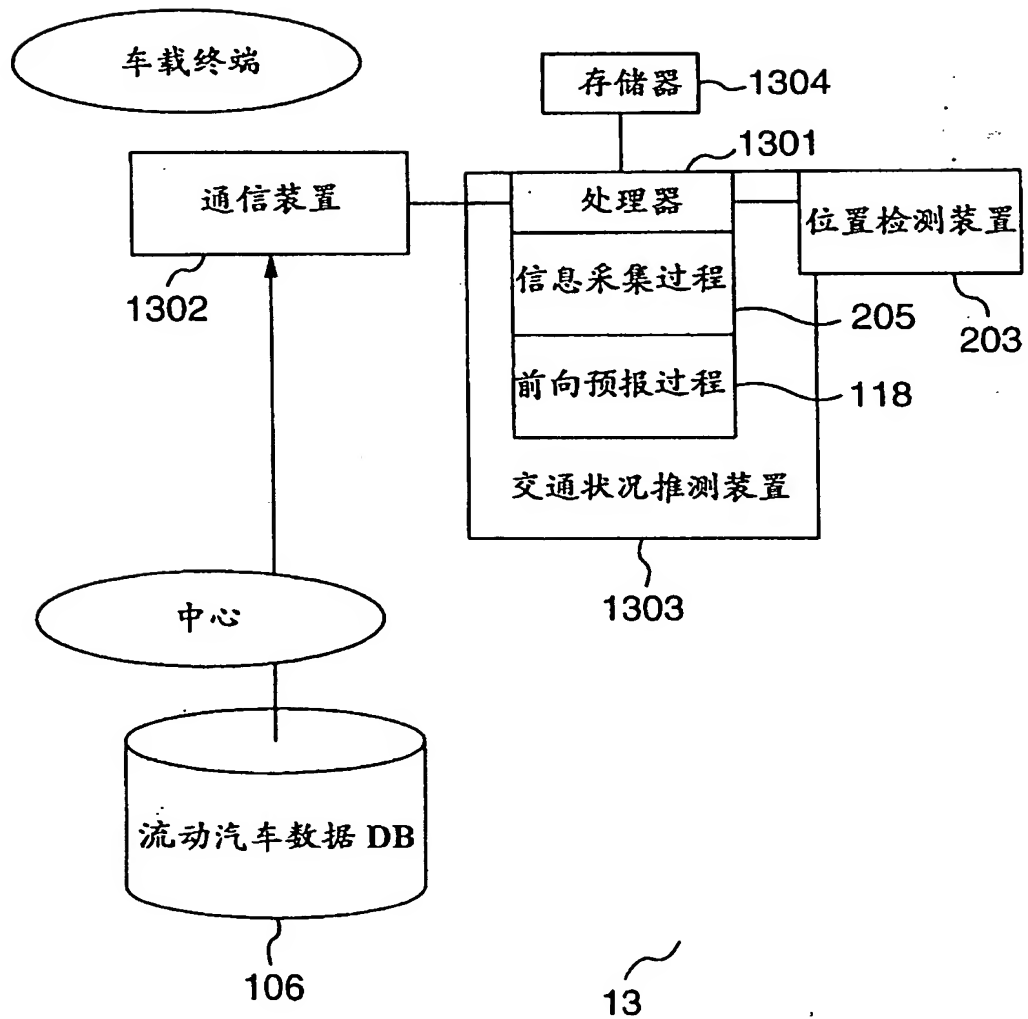 车载终端
存储器
1304
1301
通信装置
处理器
位置检测装置
1302
信息采集过程
205
203
前向预报过程
118
交通状况推测装置
1303
中心
流动汽车数据 DB
106
13